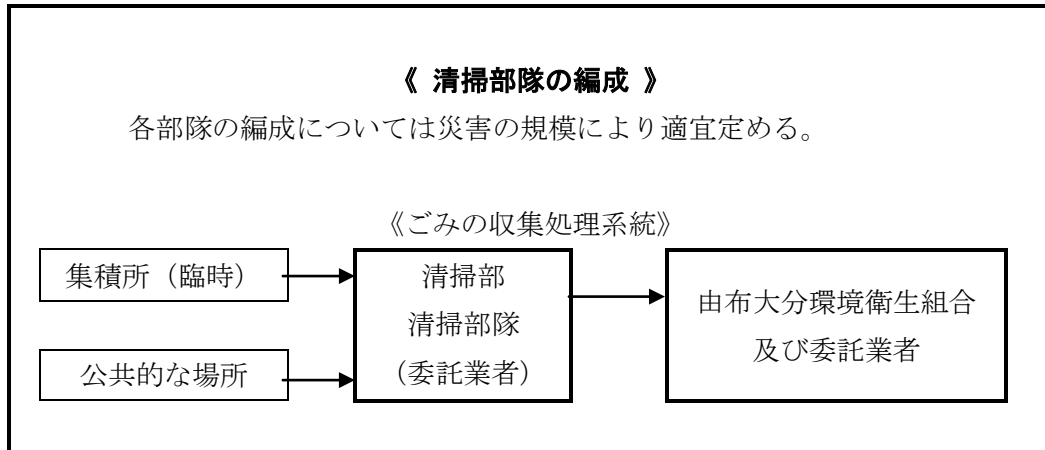 《 清掃部隊の編成 》
各部隊の編成については災害の規模により適宜定める。
《ごみの収集処理系統》
集積所（臨時）
公共的な場所
清掃部
清掃部隊
（委託業者）
由布大分環境衛生組合
及び委託業者